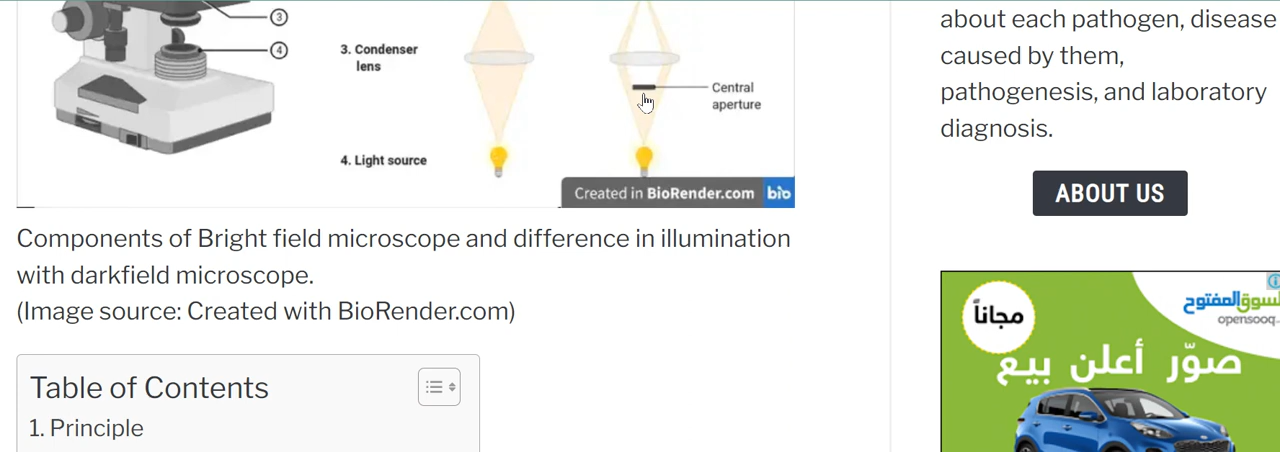 3
4
3. Condenser
lens
Central
aperture
4. Light source
Created in BioRender.com bio
Components of Bright field microscope and difference in illumination
with darkfield microscope.
(Image source: Created with BioRender.com)
Table of Contents
1. Principle
about each pathogen, disease
caused by them,
pathogenesis, and laboratory
diagnosis.
ABOUT US
السوق المفتوح
opensooq
مجاناً
صوّر أعلن بيع